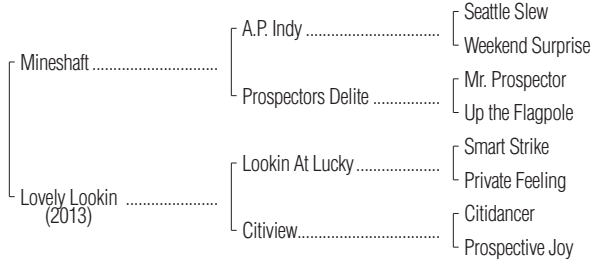 Seattle Slew
A.P. Indy ................................
Weekend Surprise
Mineshaft ..............................
Mr. Prospector
Prospectors Delite ................
Up the Flagpole
Smart Strike
Lookin At Lucky ....................
Private Feeling
Lovely Lookin ......................
(2013)
Citidancer
Citiview..................................
Prospective Joy